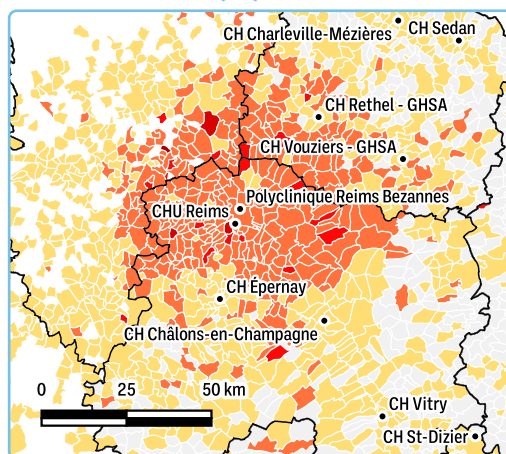 CH Charleville-Mézières
CH Sedan
CH Rethel - GHSA
CH Vouziers - GHSA
Polyclinique Reims Bezannes
CHU Reims
CH Épernay
CH Châlons-en-Champagne
0 25 50 km
CH Vitry
CH St-Dizier